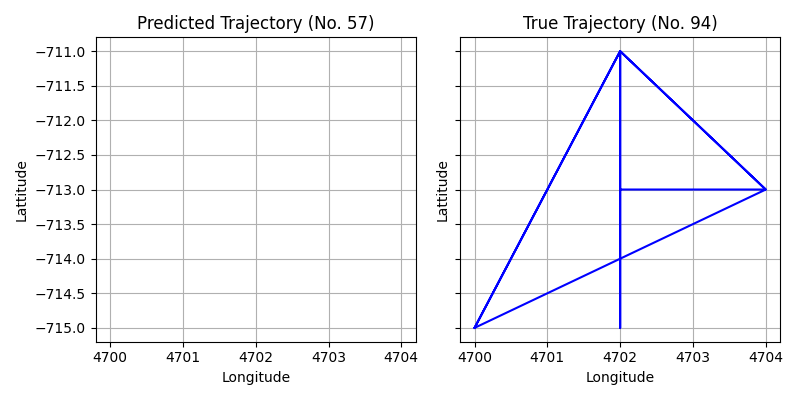 Predicted Trajectory (No. 57)
True Trajectory (No. 94)
−711.0
−711.5
−712.0
−712.5
−713.0
−713.5
−714.0
−714.5
−715.0
Lattitude
Lattitude
4700 4701 4702 4703 4704
4700 4701 4702 4703 4704
Longitude
Longitude